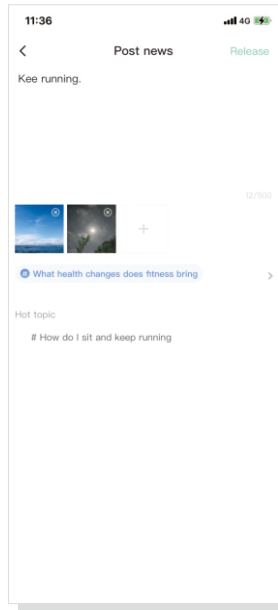 11:36
4G
Post news
Release
Kee running.
12/500
# What health changes does fitness bring
Hot topic
# How do I sit and keep running